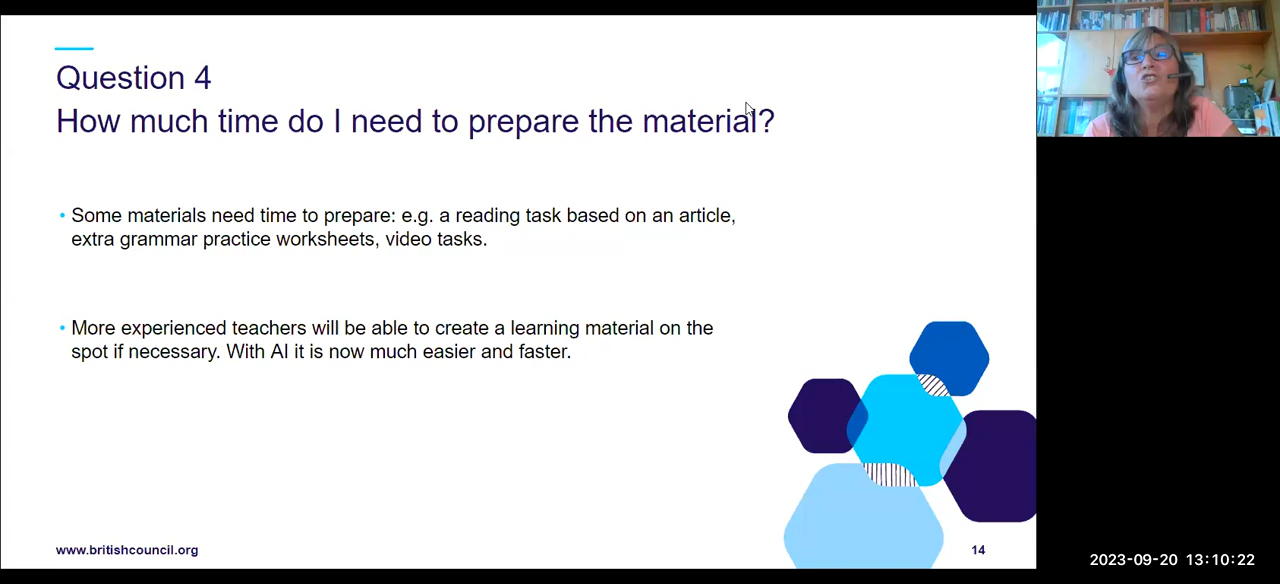 Question 4
How much time do I need to prepare the material?
• Some materials need time to prepare: e.g. a reading task based on an article,
extra grammar practice worksheets, video tasks.
• More experienced teachers will be able to create a learning material on the
spot if necessary. With AI it is now much easier and faster.
www.britishcouncil.org
14
2023-09-20 13:10:22